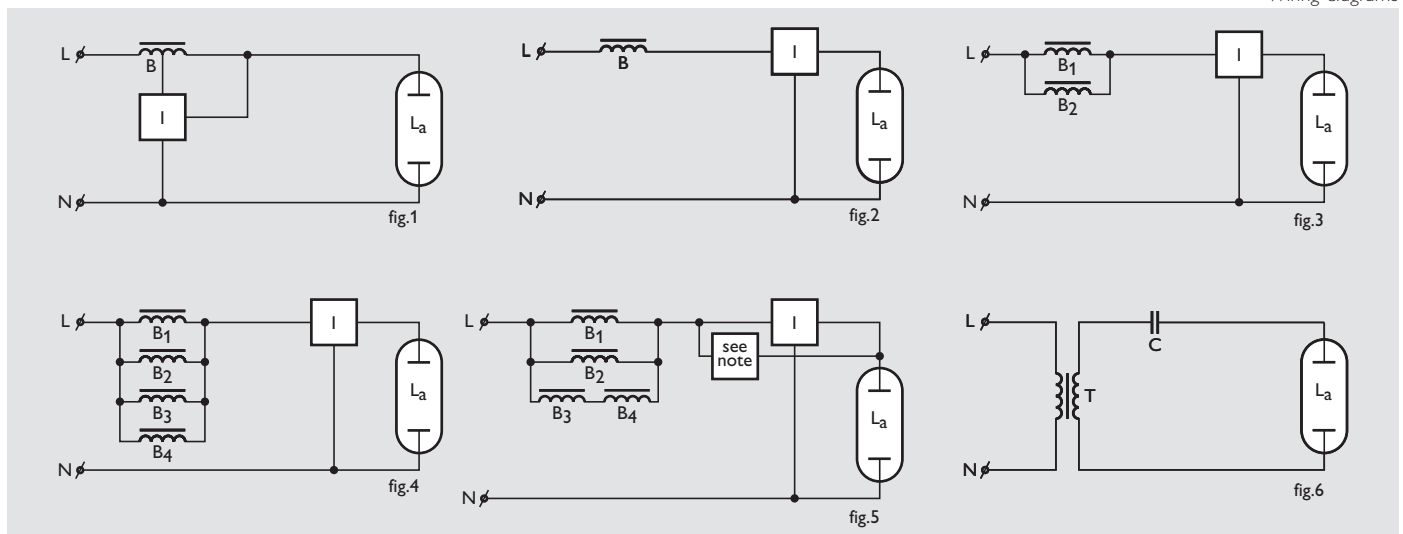 Wiring diagrams
L
B
I
La
N
fig.1
L
B
I
La
N
fig.2
L
B1
B2
I
La
N
fig.3
L
B1
B2
B3
B4
I
La
N
fig.4
L
B1
B2
B3 B4
see
note
I
La
N
fig.5
L
T
C
La
N
fig.6